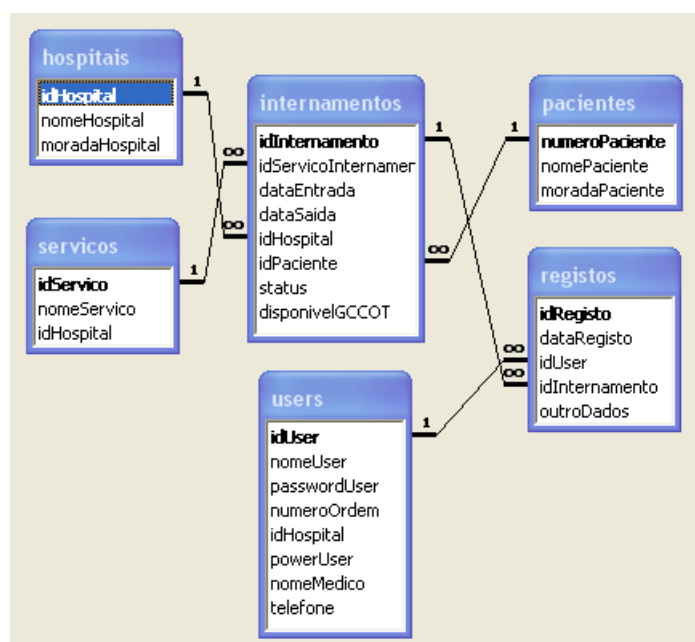 hospitais
idHospital
nomeHospital
moradaHospital
servicos
idServico
nomeServico
idHospital
internamentos
idInternamento
idServicoInternamer
dataEntrada
dataSaida
idHospital
idPaciente
status
disponivelGCCOT
pacientes
numeroPaciente
nomePaciente
moradaPaciente
registos
idRegisto
dataRegisto
idUser
idInternamento
outroDados
users
idUser
nomeUser
passwordUser
numeroOrdem
idHospital
powerUser
nomeMedico
telefone
1
∞
∞
1
1
1
∞
∞
∞
1